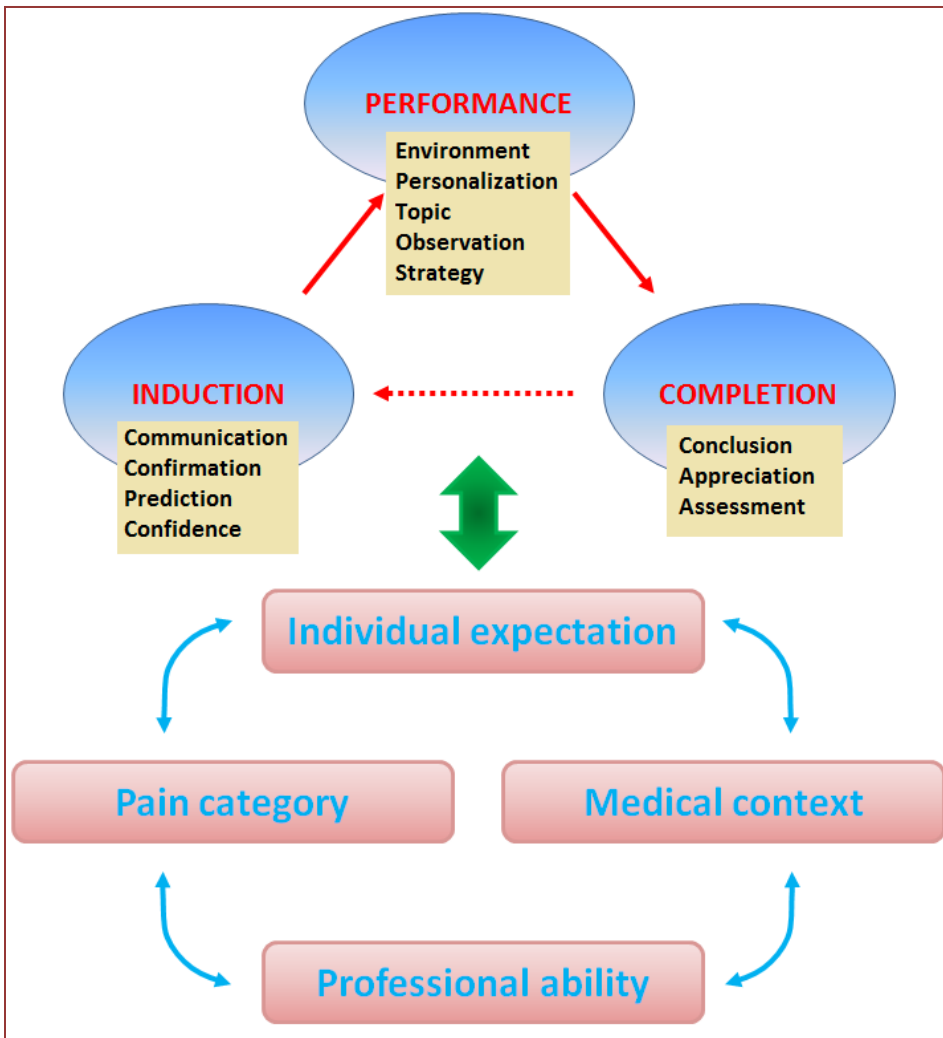 PERFORMANCE
Environment
Personalization
Topic
Observation
Strategy
INDUCTION
Communication
Confirmation
Prediction
Confidence
COMPLETION
Conclusion
Appreciation
Assessment
Individual expectation
Pain category
Medical context
Professional ability